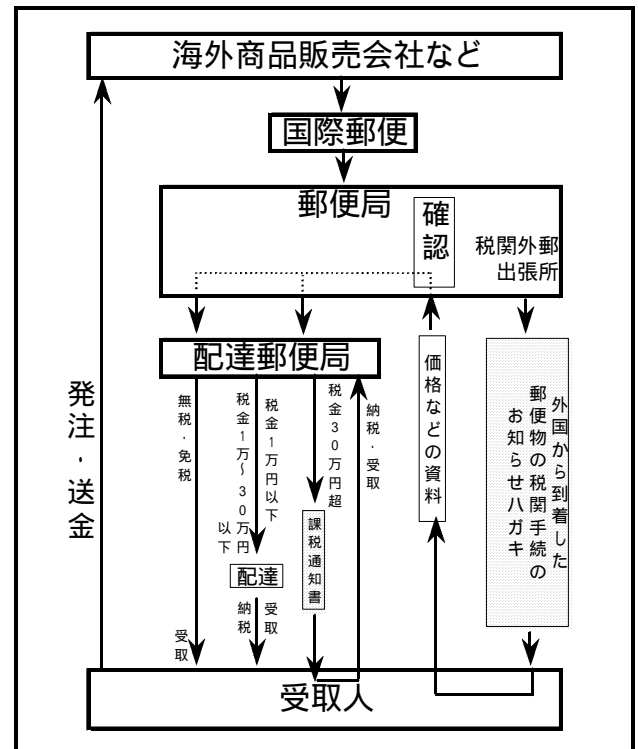 海外商品販売会社など
国際郵便
郵便局
確認
税関外郵
出張所
配達郵便局
発注・送金
無税・免税
受取
税金1万円以下
税金1万~30万円
以下
配達
受取
納税
税金30万円超
課税通知書
納税・受取
価格などの資料
外国から到着した
郵便物の税関手続の
お知らせハガキ
受取人